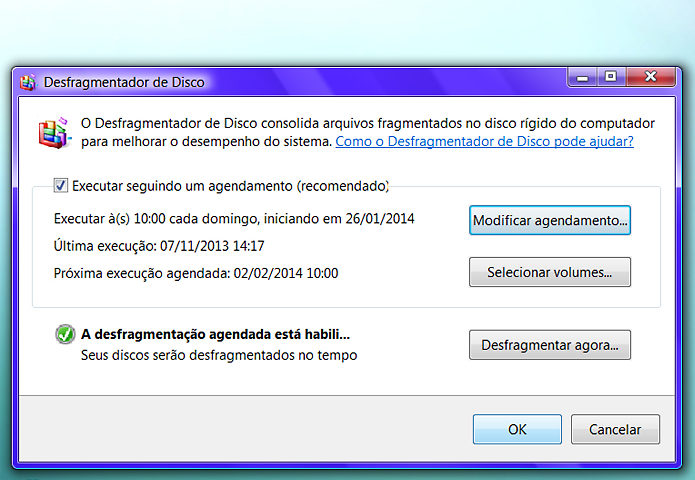 Desfragmentador de Disco
O Desfragmentador de Disco consolida arquivos fragmentados no disco rígido do computador
para melhorar o desempenho do sistema. Como o Desfragmentador de Disco pode ajudar?
Executar seguindo um agendamento (recomendado)
Executar à(s) 10:00 cada domingo, iniciando em 26/01/2014
Modificar agendamento...
Última execução: 07/11/2013 14:17
Próxima execução agendada: 02/02/2014 10:00
Selecionar volumes...
A desfragmentação agendada está habili...
Seus discos serão desfragmentados no tempo
Desfragmentar agora...
OK
Cancelar